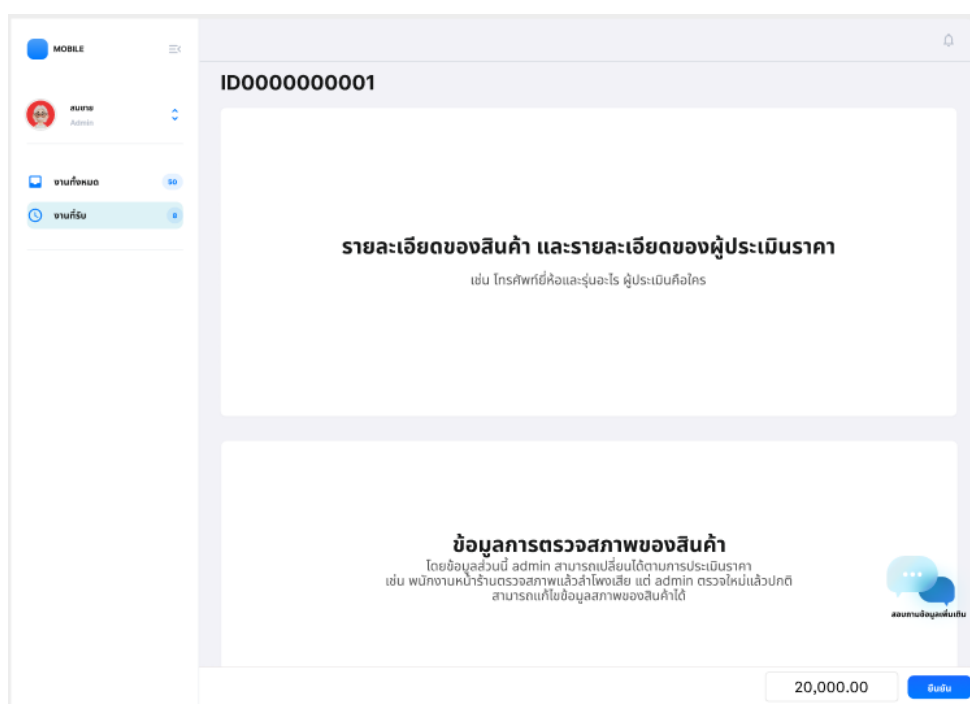 MOBILE
สมชาย
Admin
งานทั้งหมด
50
งานที่รับ
8
ID0000000001
รายละเอียดของสินค้า และรายละเอียดของผู้ประเมินราคา
เช่น โทรศัพท์ยี่ห้อและรุ่นอะไร ผู้ประเมินคือใคร
ข้อมูลการตรวจสภาพของสินค้า
โดยข้อมูลส่วนนี้ admin สามารถเปลี่ยนได้ตามการประเมินราคา
เช่น พนักงานหน้าร้านตรวจสภาพแล้วลำโพงเสีย แต่ admin ตรวจใหม่แล้วปกติ
สามารถแก้ไขข้อมูลสภาพของสินค้าได้
สอบถามข้อมูลเพิ่มเติม
20,000.00
ยืนยัน